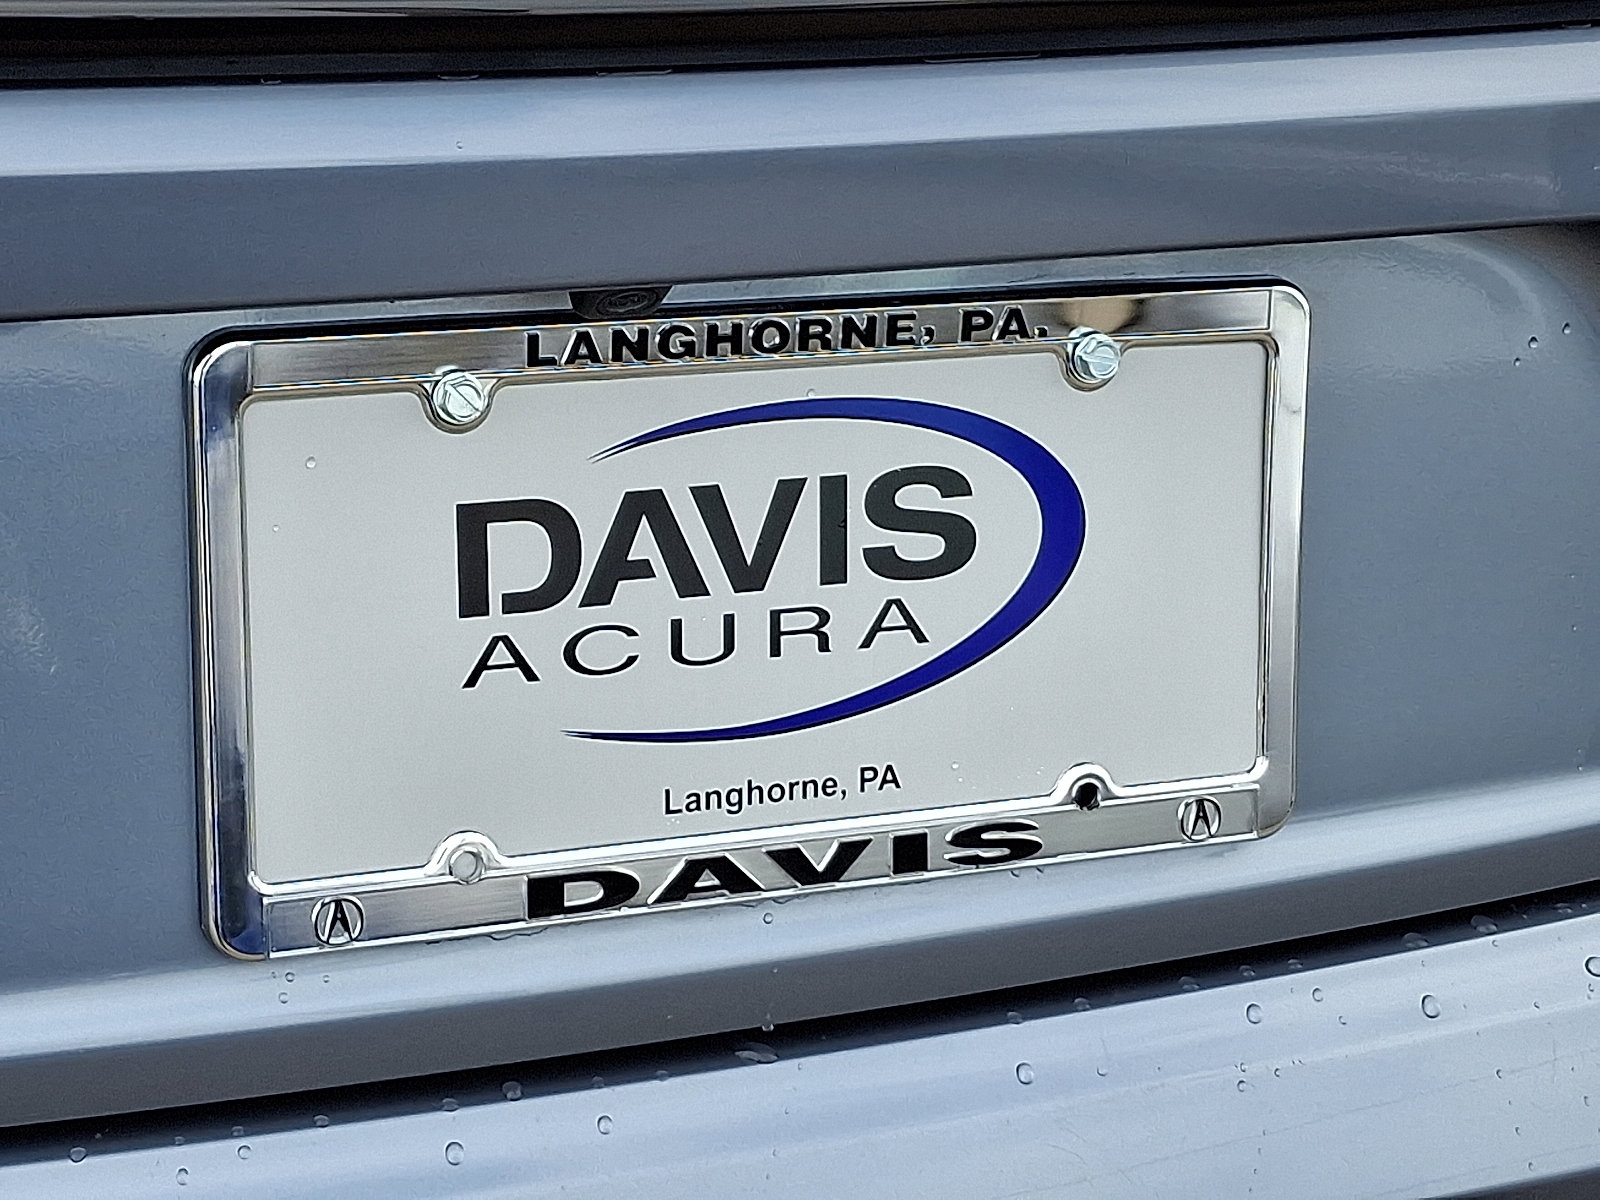 LANGHORNE, PA.
DAVIS
ACURA
Langhorne, PA
DAVIS